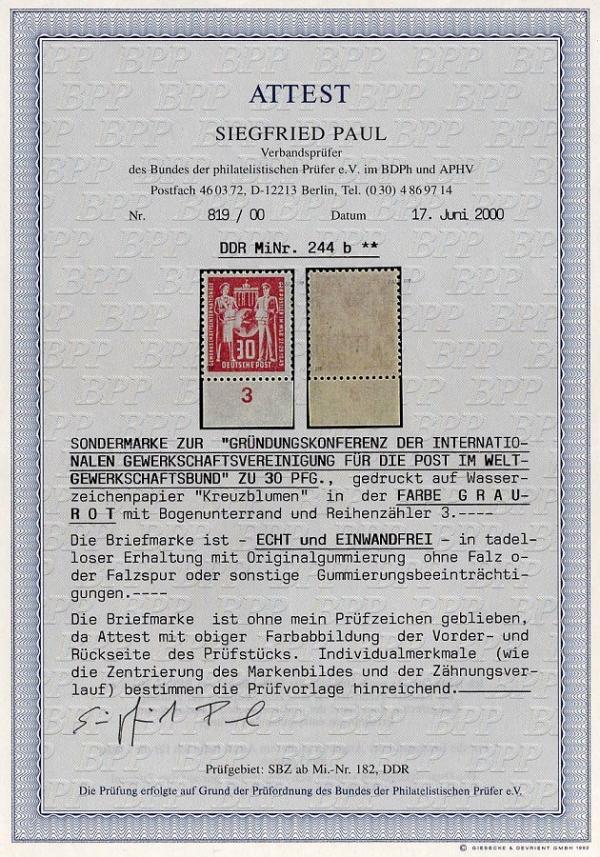 ATTEST
SIEGFRIED PAUL
Verbandsprüfer
des Bundes der philatelistischen Prüfer e.V. im BDPh und APHV
Postfach 46 03 72, D-12213 Berlin, Tel. (0 30) 4 86 97 14
Nr. 819 / 00 Datum 17. Juni 2000
DDR MiNr. 244 b **
30
DEUTSCHE POST
3
SONDERMARKE ZUR "GRÜNDUNGSKONFERENZ DER INTERNATIO-
NALEN GEWERKSCHAFTSVEREINIGUNG FÜR DIE POST IM WELT-
GEWERKSCHAFTSBUND" ZU 30 PFG., gedruckt auf Wasser-
zeichenpapier "Kreuzblumen" in der FARBE G R A U-
R O T mit Bogenunterrand und Reihenzähler 3.----
Die Briefmarke ist - ECHT und EINWANDFREI - in tadel-
loser Erhaltung mit Originalgummierung ohne Falz o-
der Falzspur oder sonstige Gummierungsbeeinträchti-
gungen.----
Die Briefmarke ist ohne mein Prüfzeichen geblieben,
da Attest mit obiger Farbabbildung der Vorder- und
Rückseite des Prüfstücks. Individualmerkmale (wie
die Zentrierung des Markenbildes und der Zähnungsver-
lauf) bestimmen die Prüfvorlage hinreichend.
Siegfried Paul
Prüfgebiet: SBZ ab Mi.-Nr. 182, DDR
Die Prüfung erfolgte auf Grund der Prüfordnung des Bundes der Philatelistischen Prüfer e.V.
© GIESECKE & DEVRIENT GMBH 1992